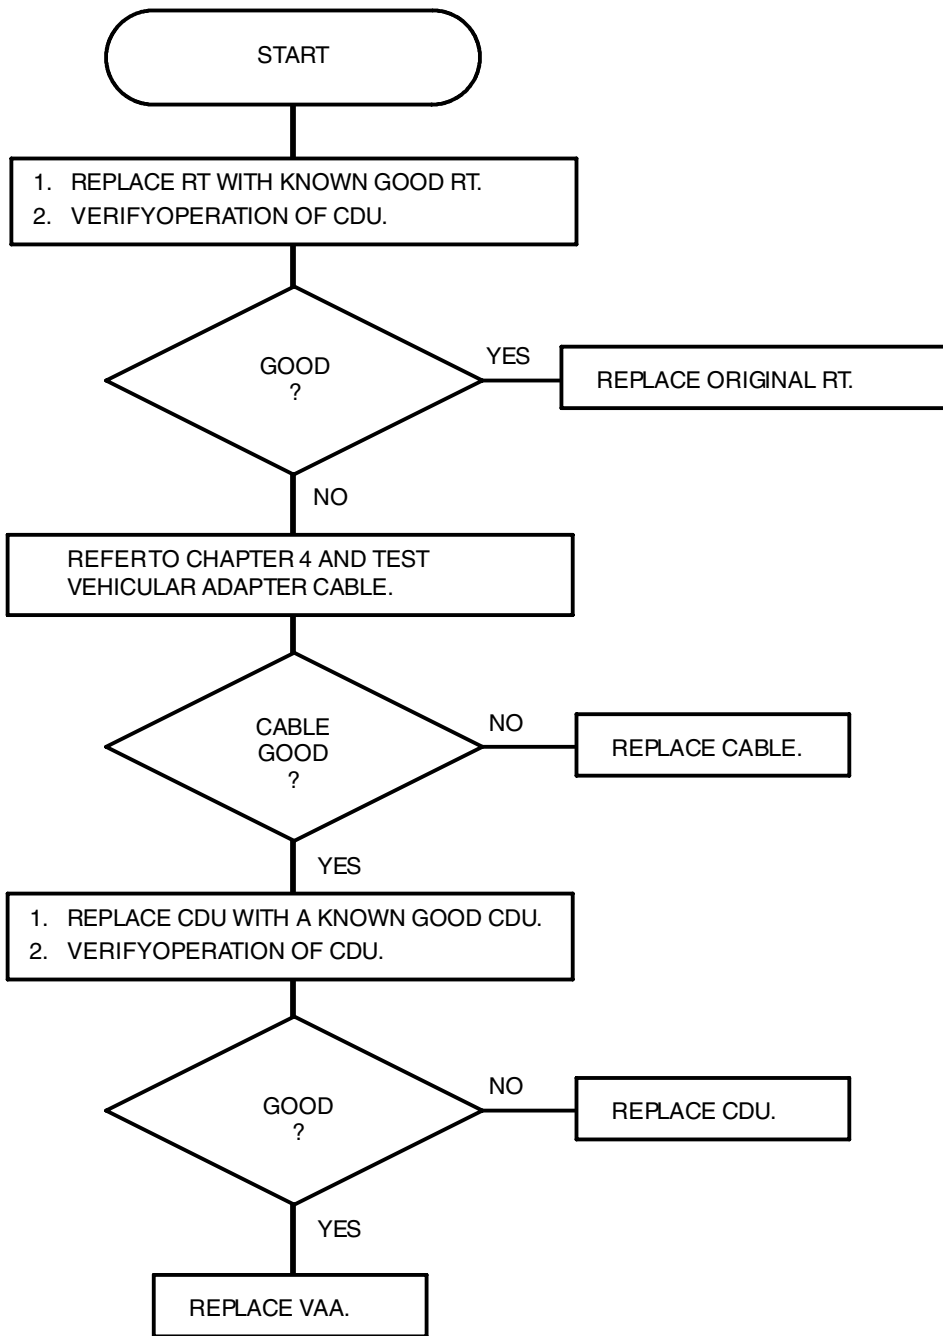 START
1. REPLACE RT WITH KNOWN GOOD RT.
2. VERIFYOPERATION OF CDU.
GOOD
?
YES
REPLACE ORIGINAL RT.
NO
REFERTO CHAPTER 4 AND TEST
VEHICULAR ADAPTER CABLE.
CABLE
GOOD
?
NO
REPLACE CABLE.
YES
1. REPLACE CDU WITH A KNOWN GOOD CDU.
2. VERIFYOPERATION OF CDU.
GOOD
?
NO
REPLACE CDU.
YES
REPLACE VAA.